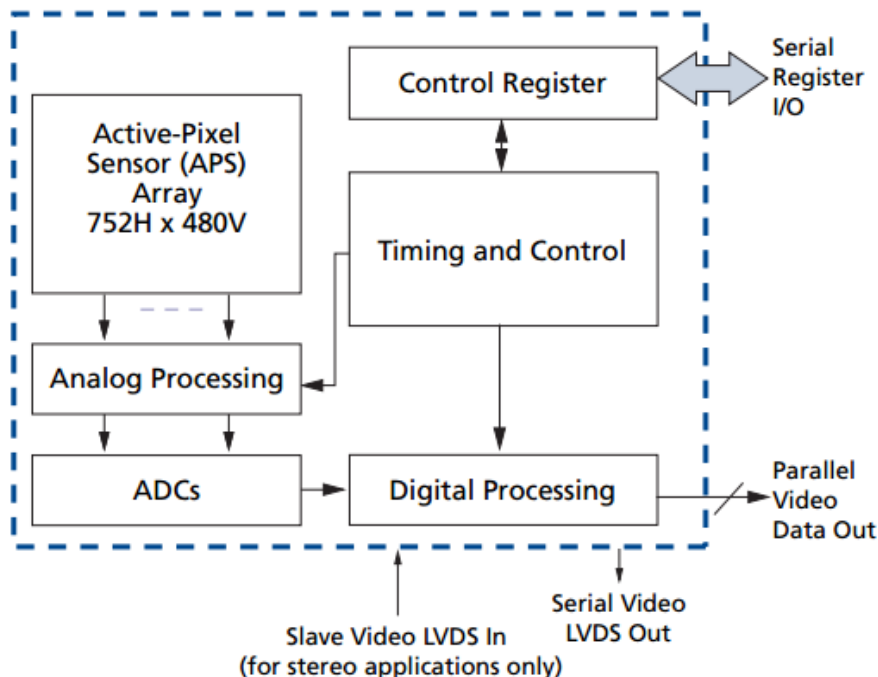 Control Register
Serial
Register
I/O
Active-Pixel
Sensor (APS)
Array
752H x 480V
Timing and Control
Analog Processing
ADCs
Digital Processing
Parallel
Video
Data Out
Slave Video LVDS In
(for stereo applications only)
Serial Video
LVDS Out